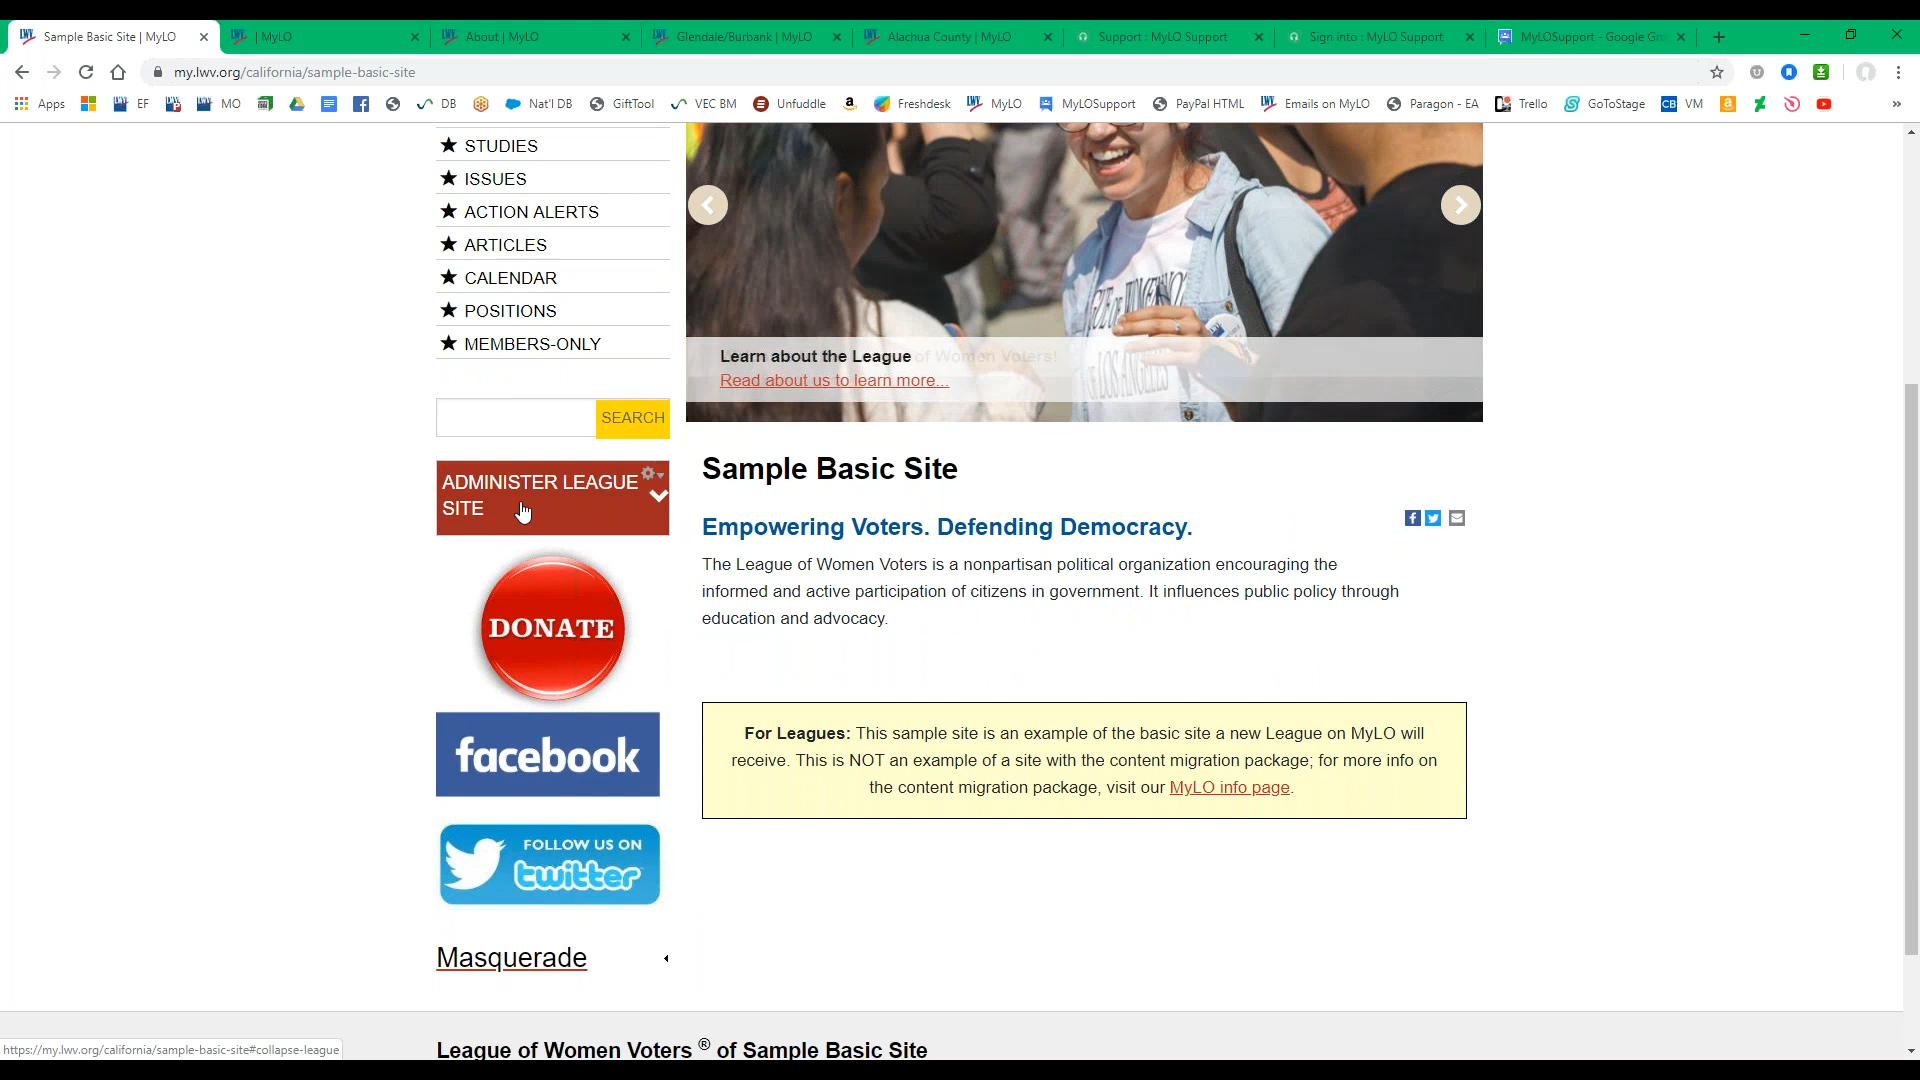 Sample Basic Site | MyLO
| MyLO
About | MyLO
Glendale/Burbank | MyLO
Alachua County | MyLO
Support : MyLO Support
Sign into : MyLO Support
MyLOSupport - Google Gr
my.lwv.org/california/sample-basic-site
Apps
EF
MO
DB
Nat'l DB
GiftTool
VEC BM
Unfuddle
Freshdesk
MyLO
MyLOSupport
PayPal HTML
Emails on MyLO
Paragon - EA
Trello
GoToStage
CB VM
★ STUDIES
★ ISSUES
★ ACTION ALERTS
★ ARTICLES
★ CALENDAR
★ POSITIONS
★ MEMBERS-ONLY
SEARCH
ADMINISTER LEAGUE
SITE
DONATE
facebook
FOLLOW US ON
twitter
Masquerade
LOS ANGELES
Learn about the League of Women Voters!
Read about us to learn more...
Sample Basic Site
Empowering Voters. Defending Democracy.
The League of Women Voters is a nonpartisan political organization encouraging the
informed and active participation of citizens in government. It influences public policy through
education and advocacy.
For Leagues: This sample site is an example of the basic site a new League on MyLO will
receive. This is NOT an example of a site with the content migration package; for more info on
the content migration package, visit our MyLO info page.
League of Women Voters ® of Sample Basic Site
https://my.lwv.org/california/sample-basic-site#collapse-league